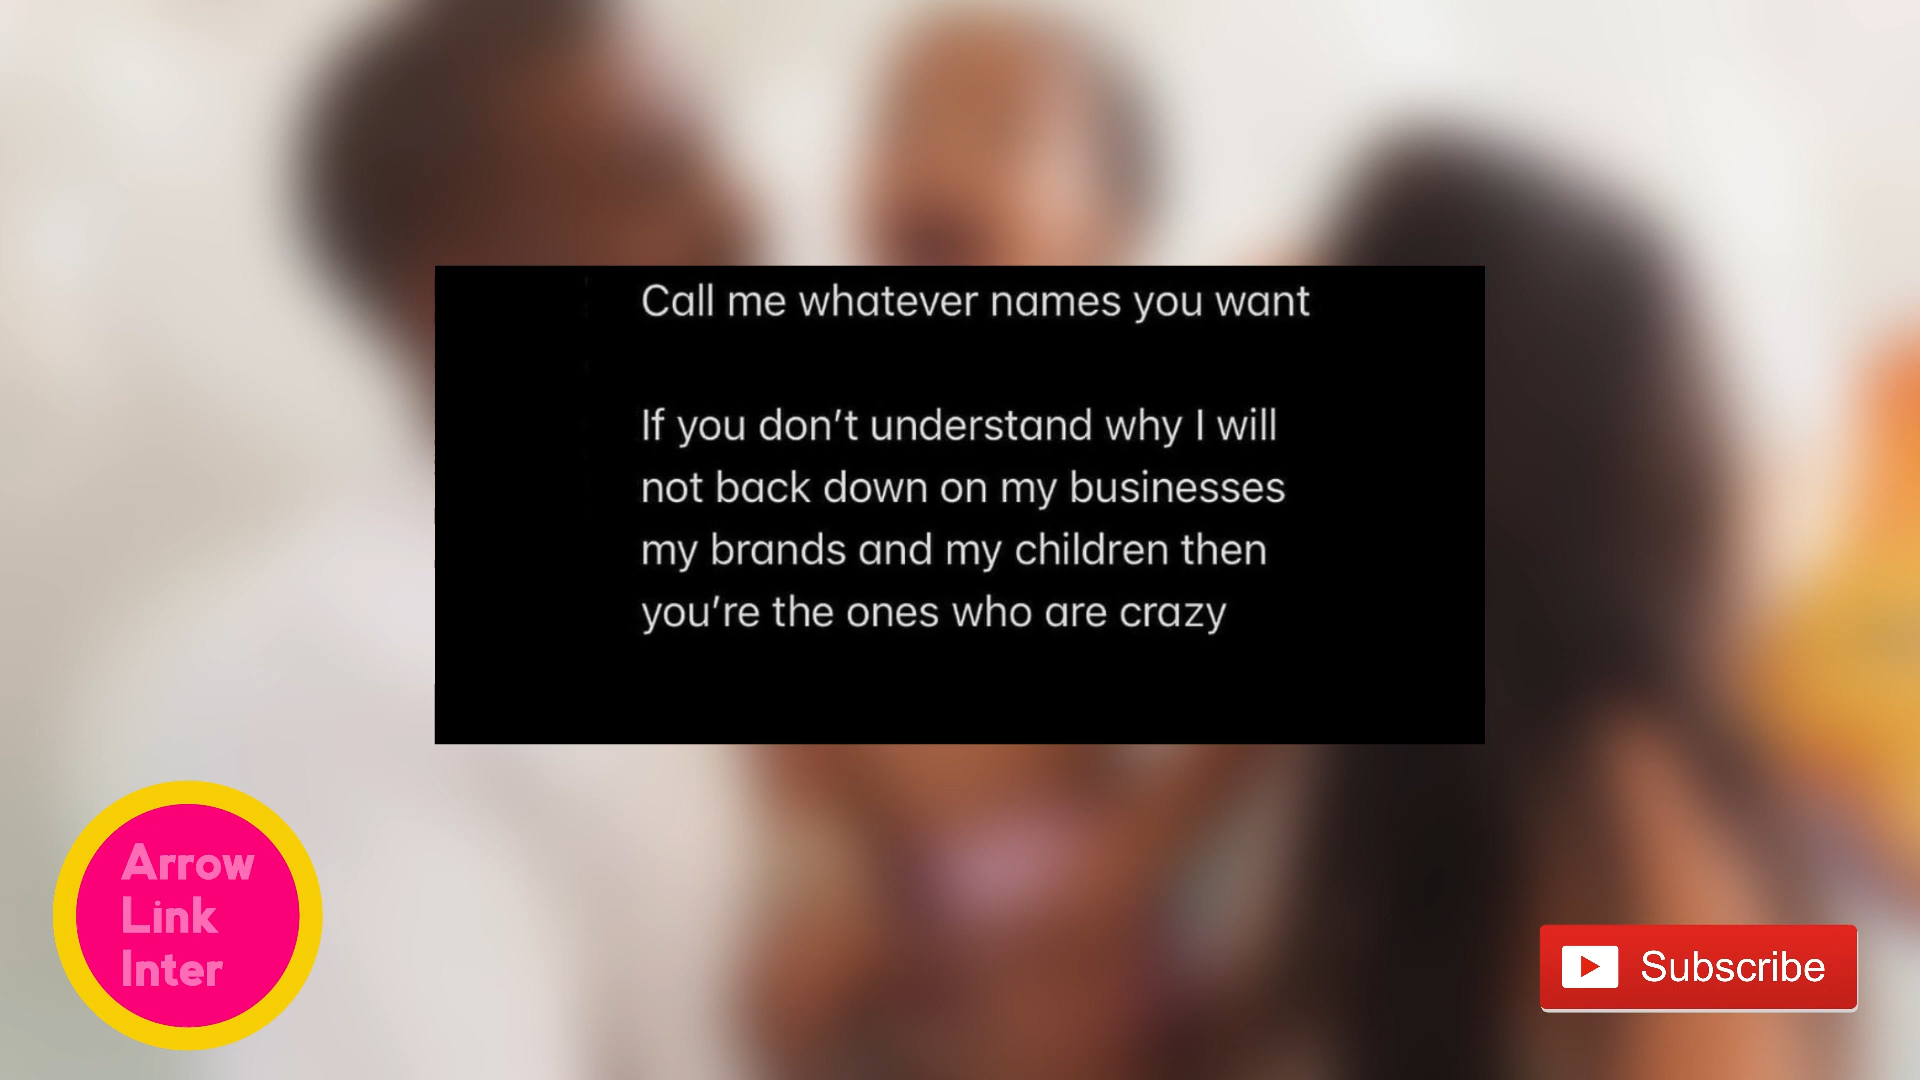 Call me whatever names you want
If you don't understand why I will
not back down on my businesses
my brands and my children then
you're the ones who are crazy
Arrow
Link
Inter
Subscribe